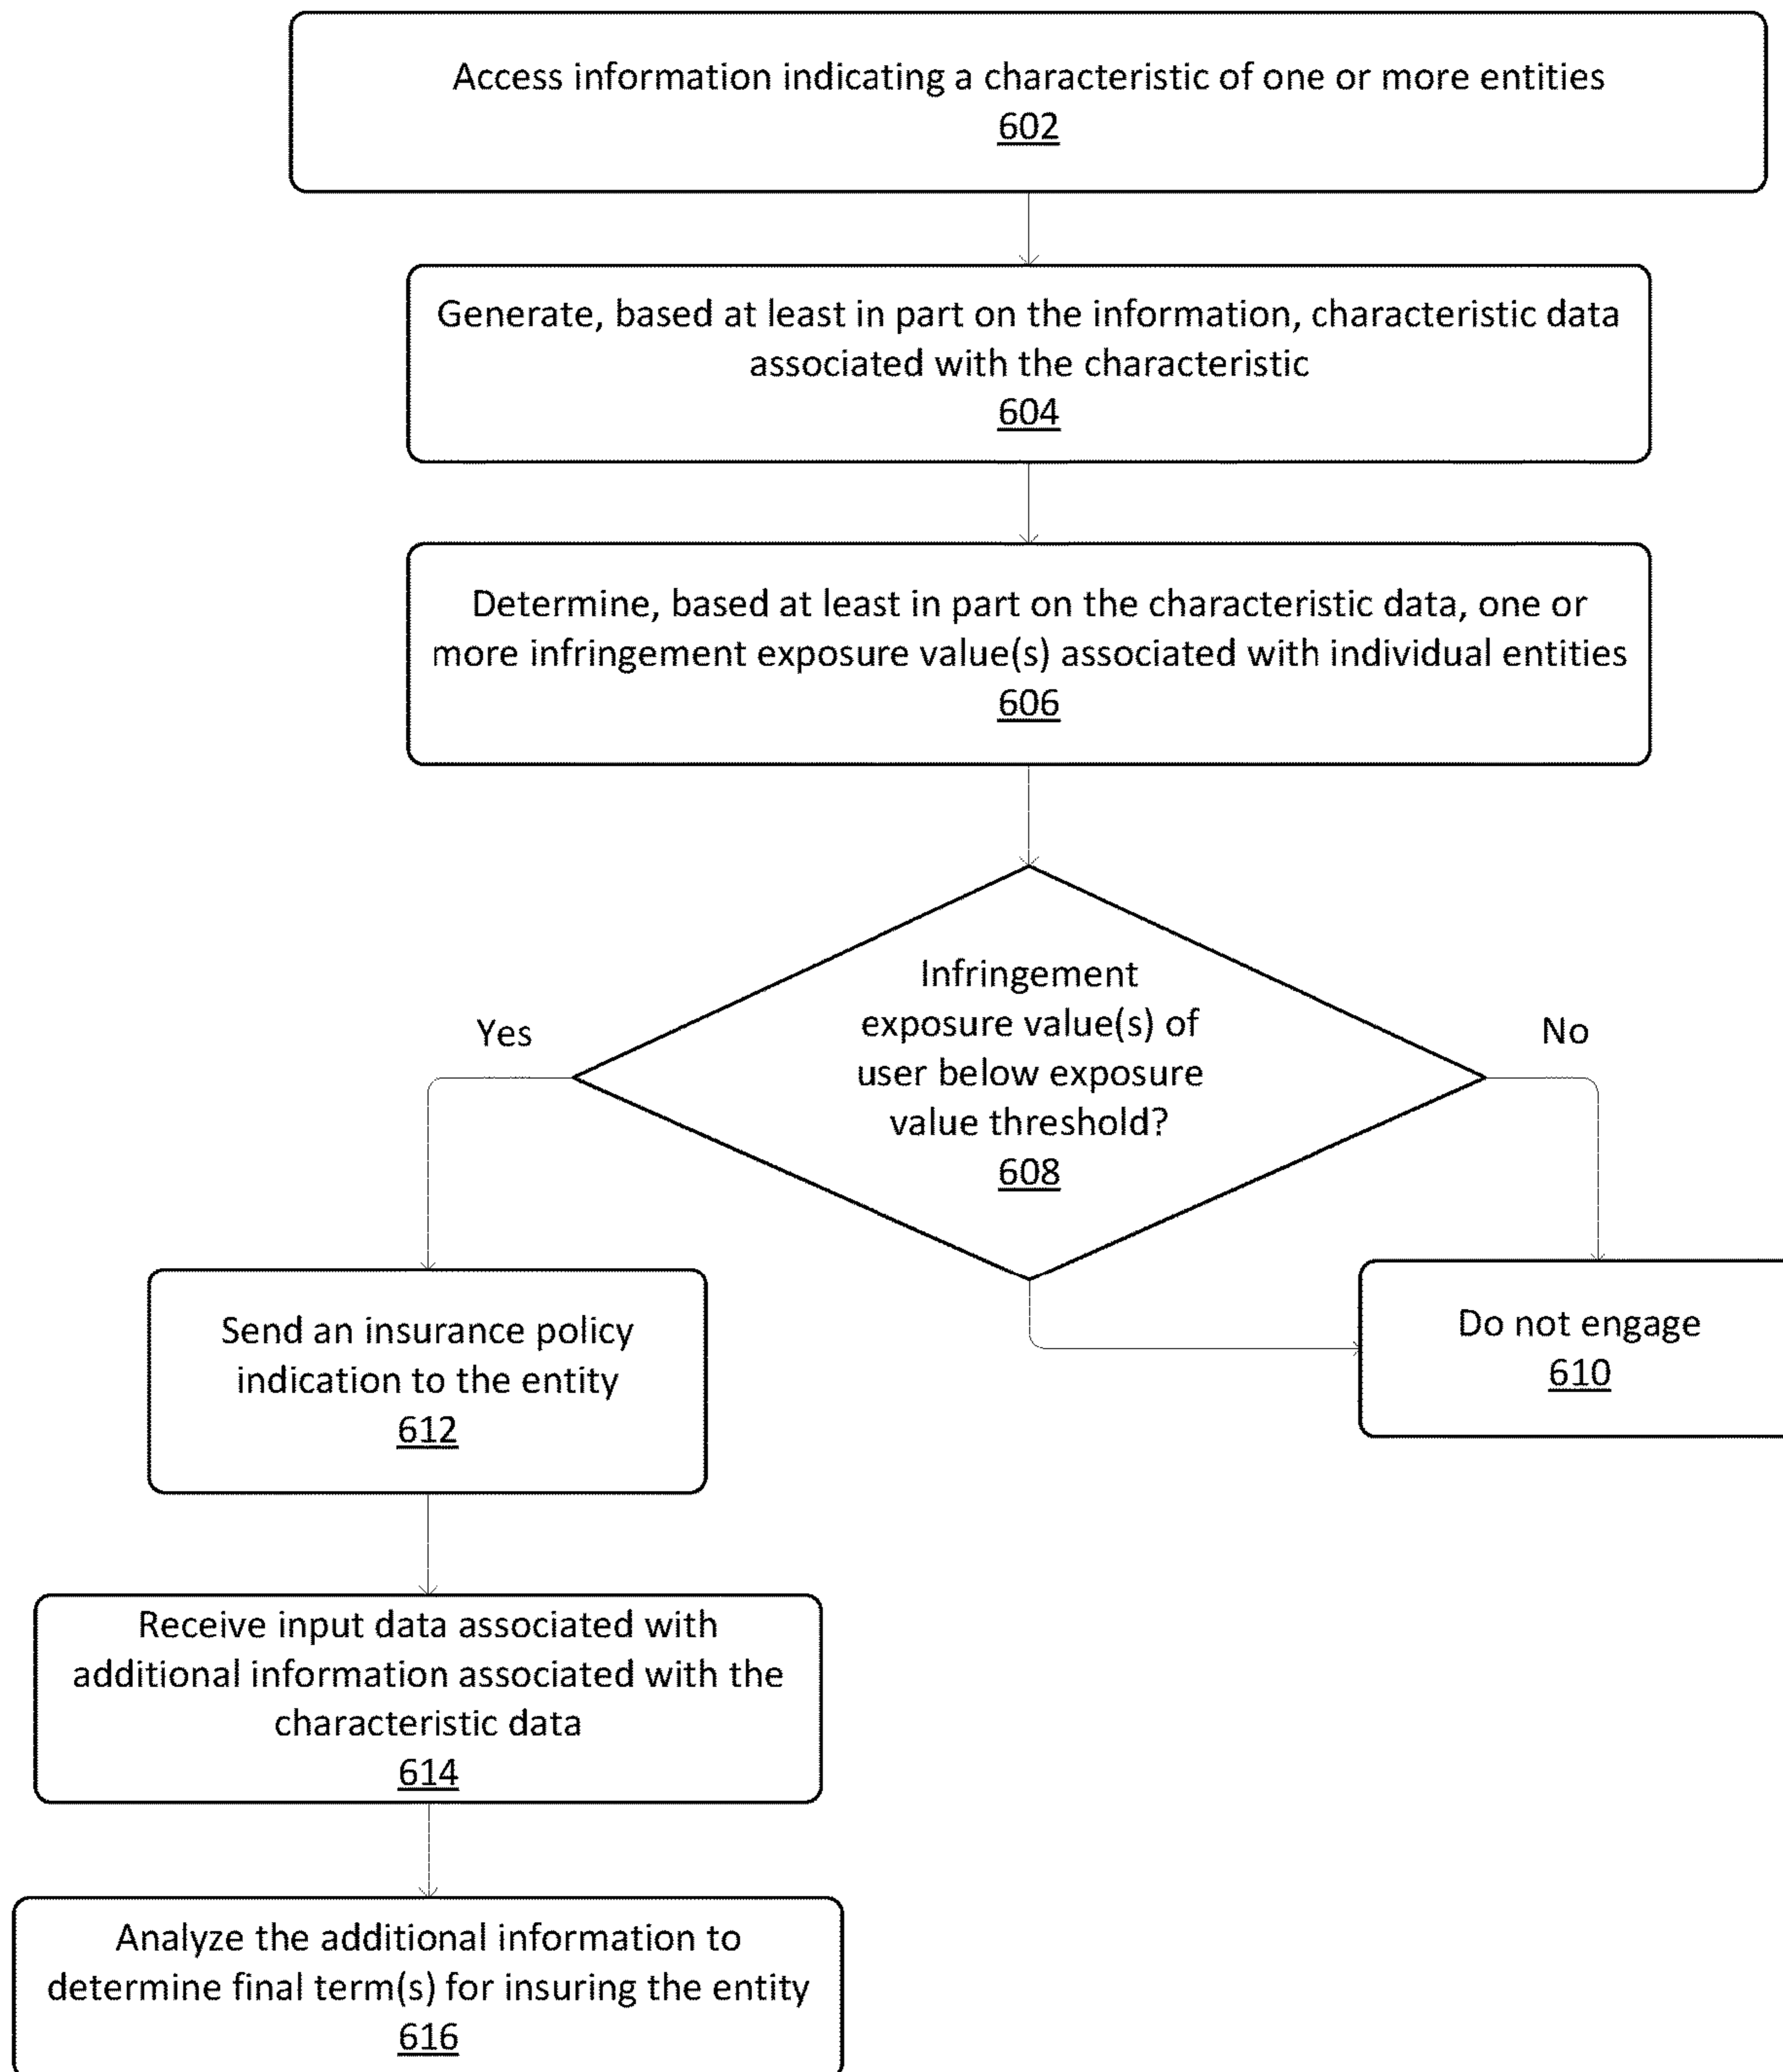 Access information indicating a characteristic of one or more entities
602
Generate, based at least in part on the information, characteristic data
associated with the characteristic
604
Determine, based at least in part on the characteristic data, one or
more infringement exposure value(s) associated with individual entities
606
Infringement
exposure value(s) of
user below exposure
value threshold?
608
Yes
No
Do not engage
610
Send an insurance policy
indication to the entity
612
Receive input data associated with
additional information associated with the
characteristic data
614
Analyze the additional information to
determine final term(s) for insuring the entity
616